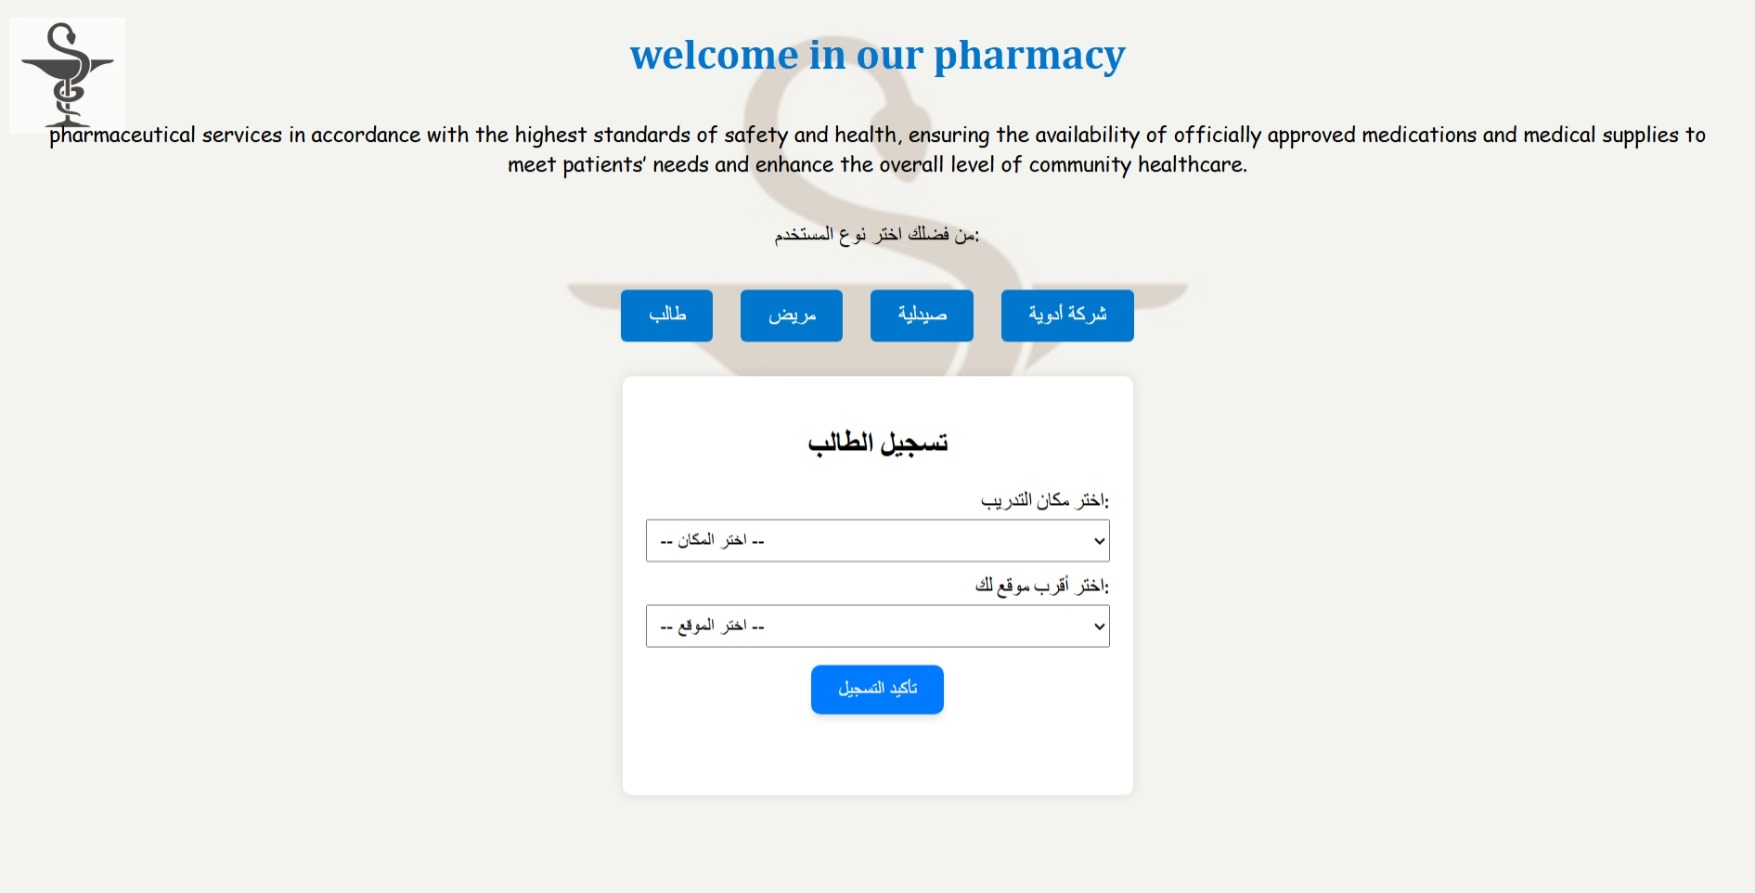 welcome in our pharmacy
pharmaceutical services in accordance with the highest standards of safety and health, ensuring the availability of officially approved medications and medical supplies to
meet patients’ needs and enhance the overall level of community healthcare.
من فضلك اختر نوع المستخدم:
طالب
مريض
صيدلية
شركة أدوية
تسجيل الطالب
اختر مكان التدريب:
-- اختر المكان --
اختر أقرب موقع لك:
-- اختر الموقع --
تأكيد التسجيل